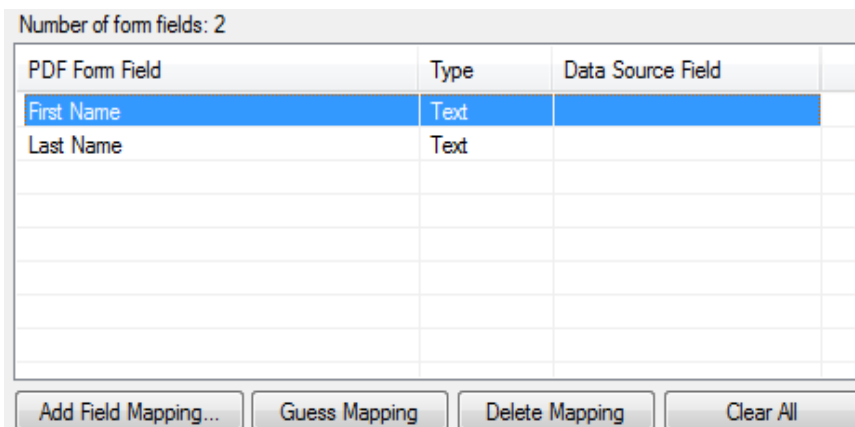 Number of form fields: 2
PDF Form Field Type Data Source Field
First Name Text
Last Name Text
Add Field Mapping... Guess Mapping Delete Mapping Clear All